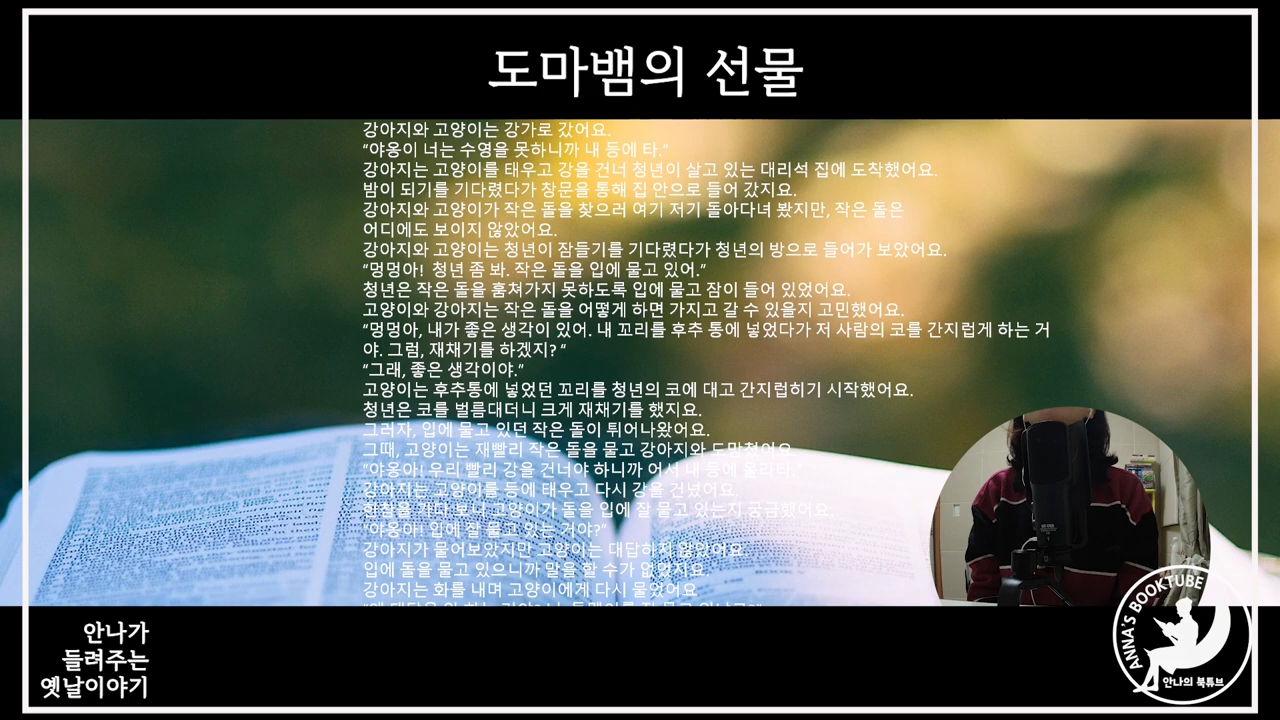 도마뱀의 선물
강아지와 고양이는 강가로 갔어요.
“야옹이 너는 수영을 못하니까 내 등에 타.”
강아지는 고양이를 태우고 강을 건너 청년이 살고 있는 대리석 집에 도착했어요.
밤이 되기를 기다렸다가 창문을 통해 집 안으로 들어 갔지요.
강아지와 고양이가 작은 돌을 찾으러 여기 저기 돌아다녀 봤지만, 작은 돌은
어디에도 보이지 않았어요.
강아지와 고양이는 청년이 잠들기를 기다렸다가 청년의 방으로 들어가 보았어요.
“멍멍아! 청년 좀 봐. 작은 돌을 입에 물고 있어.”
청년은 작은 돌을 훔쳐가지 못하도록 입에 물고 잠이 들어 있었어요.
고양이와 강아지는 작은 돌을 어떻게 하면 가지고 갈 수 있을지 고민했어요.
“멍멍아, 내가 좋은 생각이 있어. 내 꼬리를 후추 통에 넣었다가 저 사람의 코를 간지럽게 하는 거
야. 그럼, 재채기를 하겠지? “
“그래, 좋은 생각이야.”
고양이는 후추통에 넣었던 꼬리를 청년의 코에 대고 간지럽히기 시작했어요.
청년은 코를 벌름대더니 크게 재채기를 했지요.
그러자, 입에 물고 있던 작은 돌이 튀어나왔어요.
그때, 고양이는 재빨리 작은 돌을 물고 강아지와 도망쳤어요.
“야옹아! 우리 빨리 강을 건너야 하니까 어서 내 등에 올라타.”
강아지는 고양이를 등에 태우고 다시 강을 건넜어요.
한참을 가다 보니 고양이가 돌을 입에 잘 물고 있는지 궁금했어요.
“야옹아! 입에 잘 물고 있는 거야?”
강아지가 물어보았지만 고양이는 대답하지 않았어요.
입에 돌을 물고 있으니까 말을 할 수가 없었지요.
강아지는 화를 내며 고양이에게 다시 물었어요
안나가
들려주는
옛날이야기
ANNA'S BOOKTUBE
안나의 북튜브